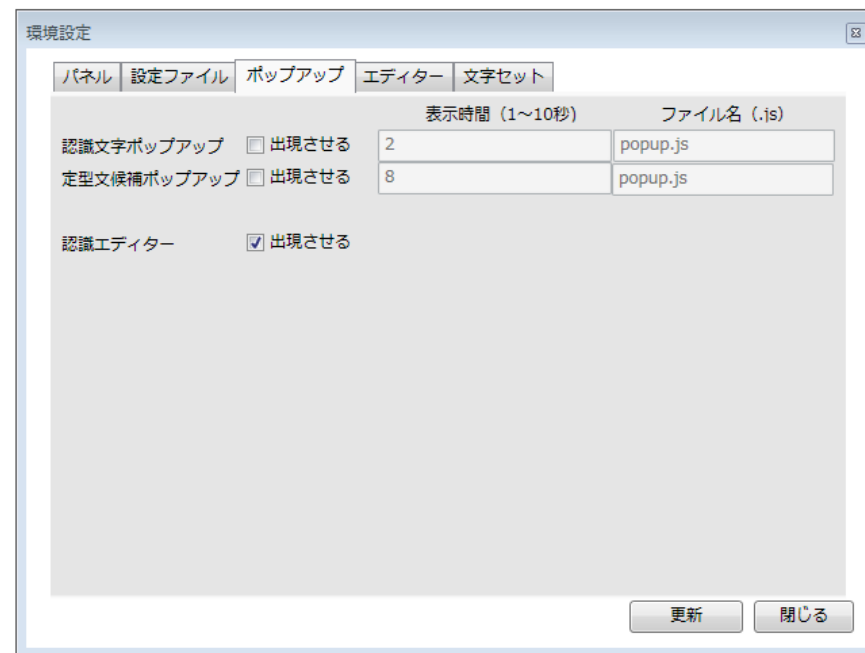 環境設定
パネル 設定ファイル ポップアップ エディター 文字セット
表示時間（1～10秒） ファイル名（.js）
認識文字ポップアップ 出現させる 2 popup.js
定型文候補ポップアップ 出現させる 8 popup.js
認識エディター 出現させる
更新 閉じる